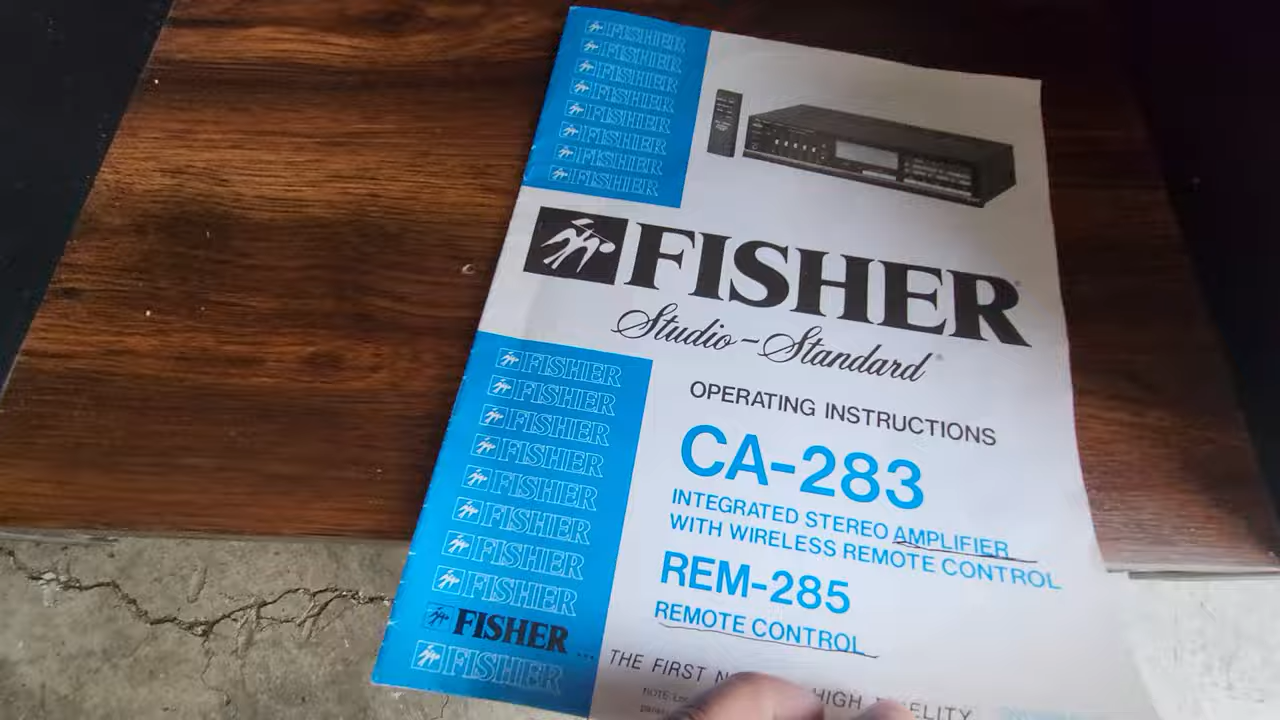 FISHER
FISHER
FISHER
FISHER
FISHER
FISHER
FISHER
FISHER
FISHER
Studio-Standard
OPERATING INSTRUCTIONS
CA-283
INTEGRATED STEREO AMPLIFIER
WITH WIRELESS REMOTE CONTROL
REM-285
REMOTE CONTROL
FISHER
FISHER
FISHER
FISHER
FISHER
FISHER
FISHER
FISHER
FISHER ... THE FIRST HIGH
FISHER
NOTE